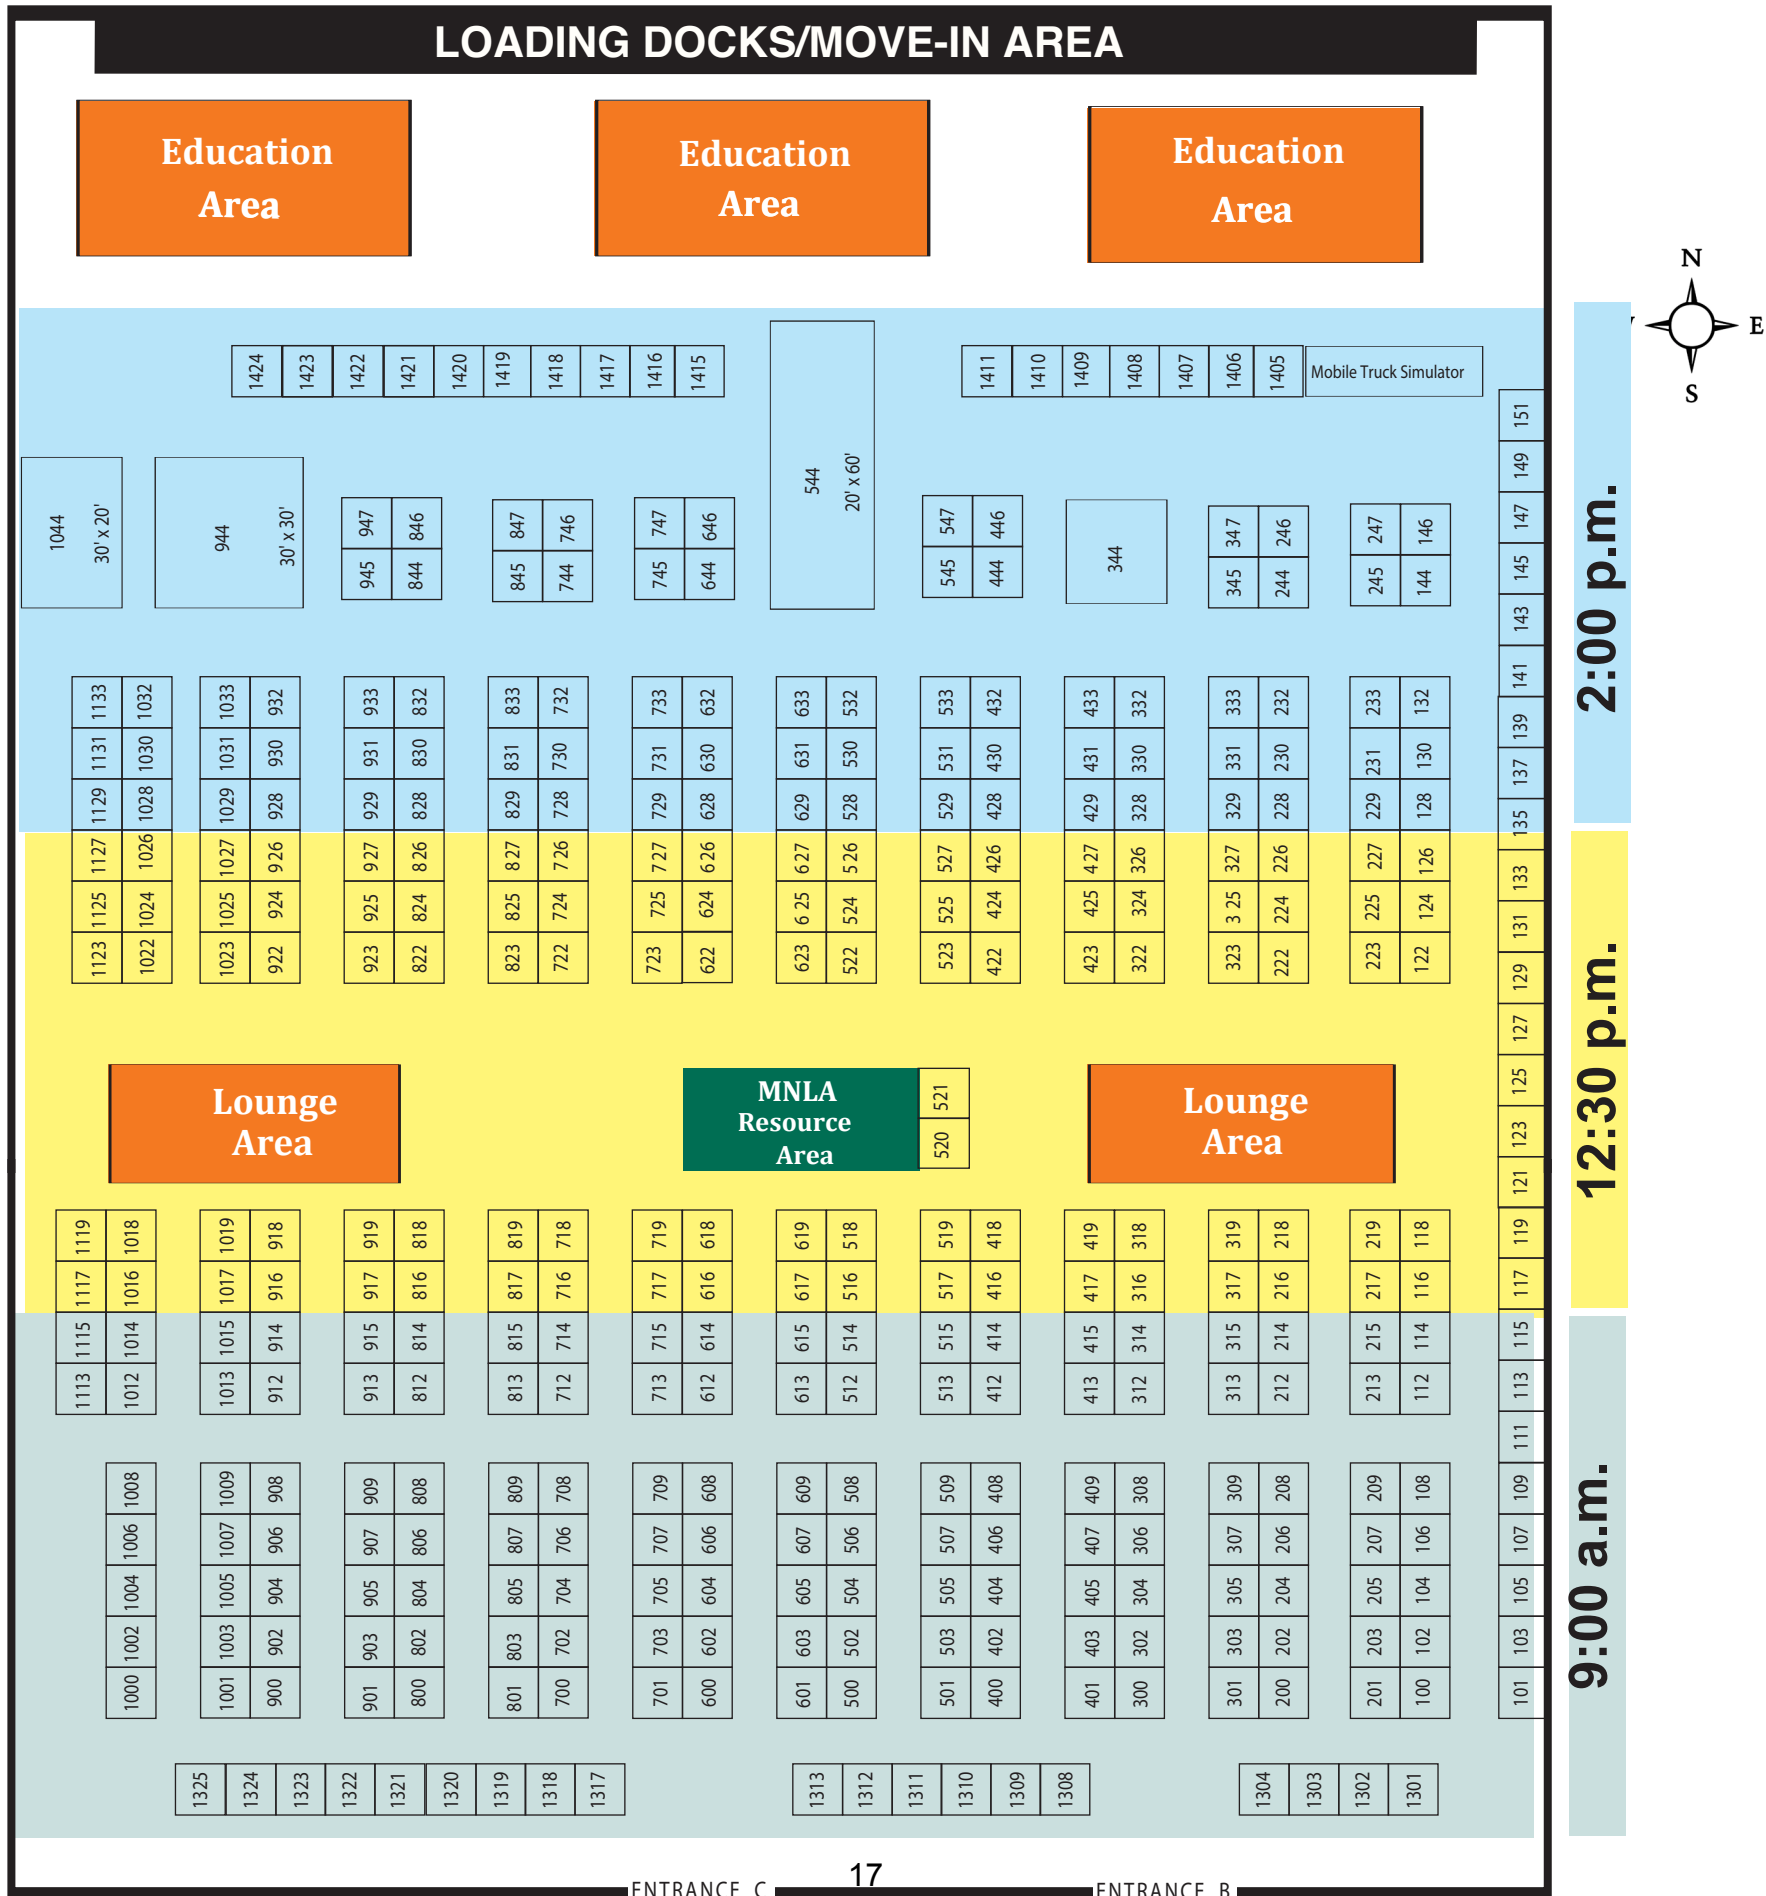 LOADING DOCKS/MOVE-IN AREA
Education Education Education
Area Area Area
N
E
S
1424 1423 1422 1421 1420 1419 1418 1417 1416 1415
1411 1410 1409 1408 1407 1406 1405 Mobile Truck Simulator
1044 30' x 20'
944 30' x 30'
544 20' x 60'
344
947 846 847 746 747 646 547 446 347 246 247 146
945 844 845 744 745 644 545 444 345 244 245 144
151
149
147
145
143
141
139
137
135
133
131
129
127
125
123
121
119
117
115
113
111
109
107
105
103
101
2:00 p.m.
1133 1032 1033 932 933 832 833 732 733 632 633 532 533 432 433 332 333 232 233 132
1131 1030 1031 930 931 830 831 730 731 630 631 530 531 430 431 330 331 230 231 130
1129 1028 1029 928 929 828 829 728 729 628 629 528 529 428 429 328 329 228 229 128
1127 1026 1027 926 927 826 827 726 727 626 627 526 527 426 427 326 327 226 227 126
1125 1024 1025 924 925 824 825 724 725 624 6 25 524 525 424 425 324 3 25 224 225 124
1123 1022 1023 922 923 822 823 722 723 622 623 522 523 422 423 322 323 222 223 122
12:30 p.m.
Lounge
Area
MNLA
Resource
Area
521
520
Lounge
Area
1119 1018 1019 918 919 818 819 718 719 618 619 518 519 418 419 318 319 218 219 118
1117 1016 1017 916 917 816 817 716 717 616 617 516 517 416 417 316 317 216 217 116
1115 1014 1015 914 915 814 815 714 715 614 615 514 515 414 415 314 315 214 215 114
1113 1012 1013 912 913 812 813 712 713 612 613 512 513 412 413 312 313 212 213 112
9:00 a.m.
1008 1009 908 909 808 809 708 709 608 609 508 509 408 409 308 309 208 209 108
1006 1007 906 907 806 807 706 707 606 607 506 507 406 407 306 307 206 207 106
1004 1005 904 905 804 805 704 705 604 605 504 505 404 405 304 305 204 205 104
1002 1003 902 903 802 803 702 703 602 603 502 503 402 403 302 303 202 203 102
1000 1001 900 901 800 801 700 701 600 601 500 501 400 401 300 301 200 201 100
1325 1324 1323 1322 1321 1320 1319 1318 1317
1313 1312 1311 1310 1309 1308
1304 1303 1302 1301
17
ENTRANCE C ENTRANCE B